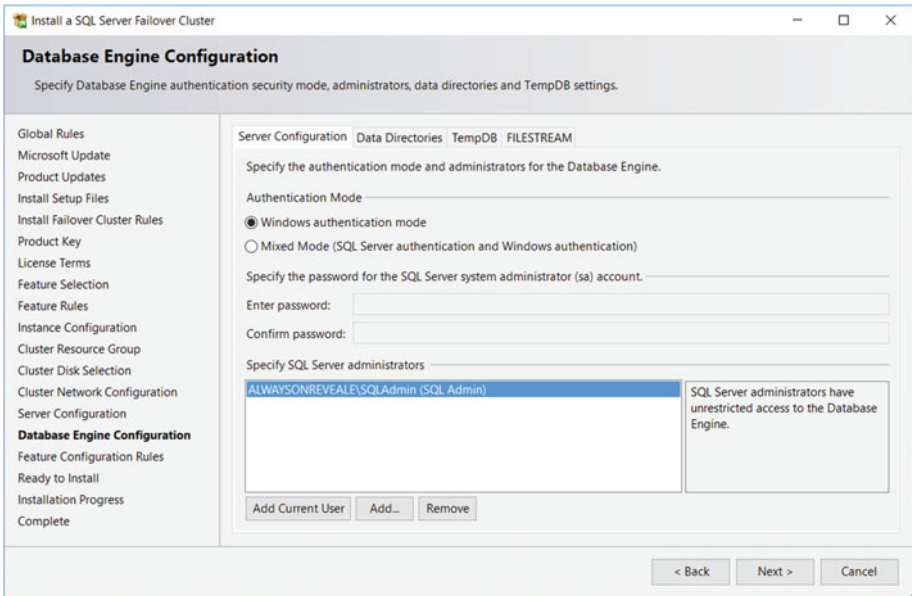 Install a SQL Server Failover Cluster
Database Engine Configuration
Specify Database Engine authentication security mode, administrators, data directories and TempDB settings.
Global Rules
Microsoft Update
Product Updates
Install Setup Files
Install Failover Cluster Rules
Product Key
License Terms
Feature Selection
Feature Rules
Instance Configuration
Cluster Resource Group
Cluster Disk Selection
Cluster Network Configuration
Server Configuration
Database Engine Configuration
Feature Configuration Rules
Ready to Install
Installation Progress
Complete
Server Configuration Data Directories TempDB FILESTREAM
Specify the authentication mode and administrators for the Database Engine.
Authentication Mode
Windows authentication mode
Mixed Mode (SQL Server authentication and Windows authentication)
Specify the password for the SQL Server system administrator (sa) account.
Enter password:
Confirm password:
Specify SQL Server administrators
ALWAYSONREVEALE\SQLAdmin (SQL Admin)
SQL Server administrators have
unrestricted access to the Database
Engine.
Add Current User Add... Remove
< Back Next > Cancel